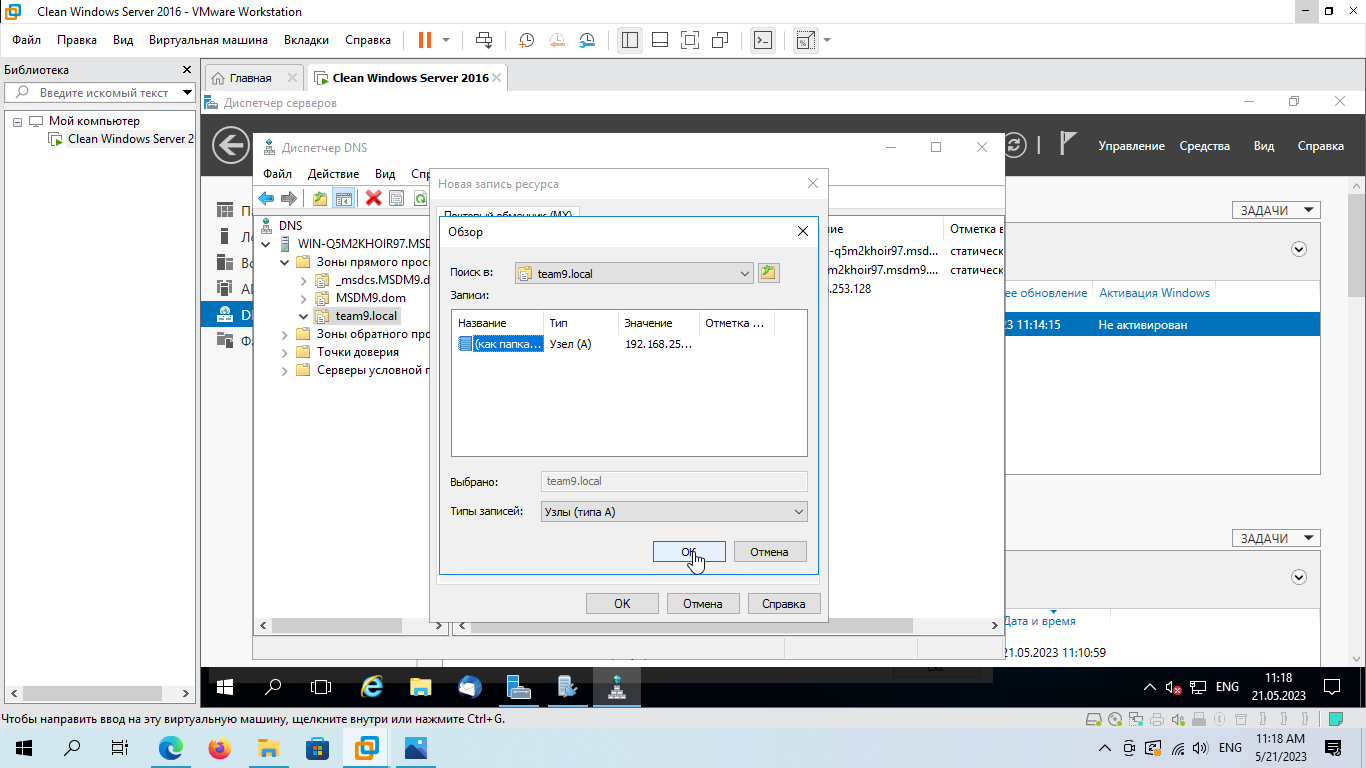 Clean Windows Server 2016 - VMware Workstation
Файл Правка Вид Виртуальная машина Вкладки Справка
Библиотека
Введите искомый текст
Мой компьютер
Clean Windows Server 2
Главная
Clean Windows Server 2016
Диспетчер серверов
Управление Средства Вид Справка
Диспетчер DNS
Файл Действие Вид
Новая запись ресурса
Почтовый обменник (MX)
DNS
WIN-Q5M2KHOIR97.MSD
Зоны прямого прос
_msdcs.MSDM9.d
MSDM9.dom
team9.local
Зоны обратного про
Точки доверия
Серверы условной п
Обзор
Поиск в:
team9.local
Записи:
Название Тип Значение Отметка ...
(как папка... Узел (A) 192.168.25...
Выбрано:
team9.local
Типы записей:
Узлы (типа A)
OK Отмена
OK Отмена Справка
Отметка в
-q5m2khoir97.msd... статическ
m2khoir97.msdm9.... статическ
.253.128
ЗАДАЧИ
ее обновление Активация Windows
23 11:14:15 Не активирован
ЗАДАЧИ
Дата и время
21.05.2023 11:10:59
ENG
11:18
21.05.2023
Чтобы направить ввод на эту виртуальную машину, щелкните внутри или нажмите Ctrl+G.
ENG
11:18 AM
5/21/2023